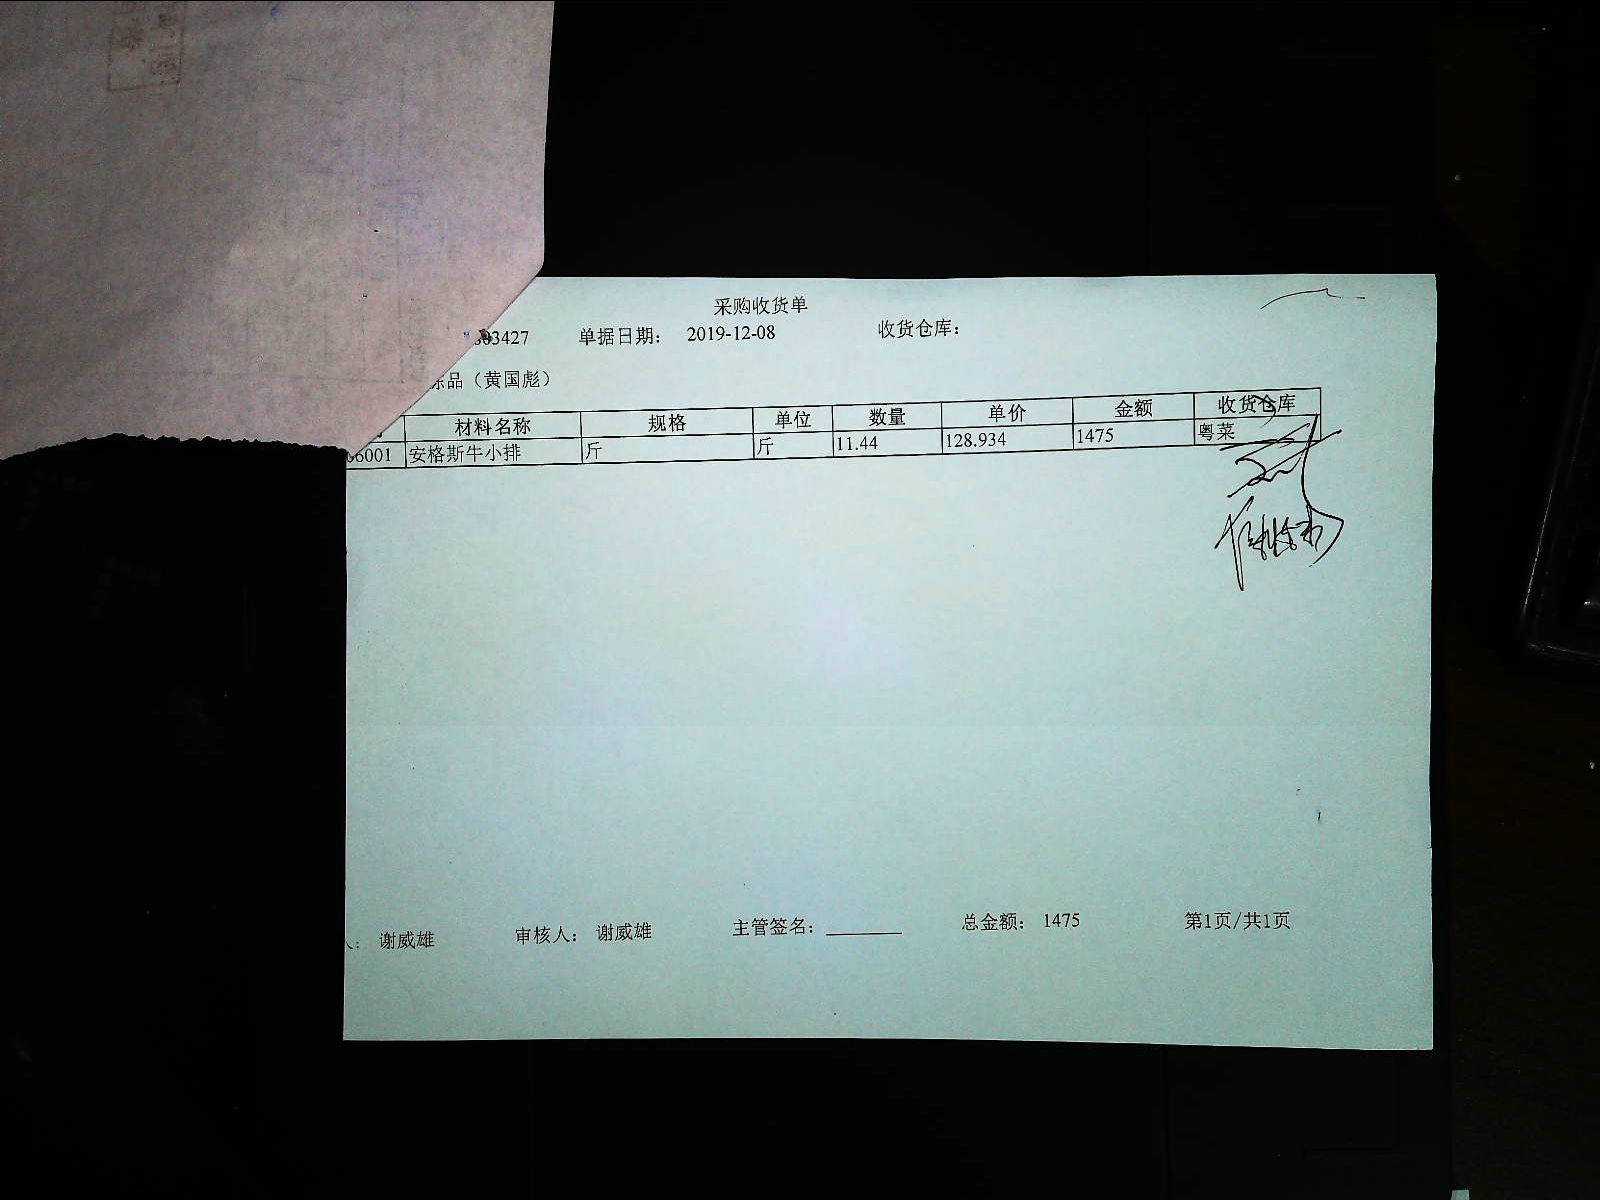 采购收货单
03427 单据日期： 2019-12-08 收货仓库：
品（黄国彪）
材料名称 规格 单位 数量 单价 金额 收货仓库
6001 安格斯牛小排 斤 斤 11.44 128.934 1475 粤菜
谢威雄 审核人： 谢威雄 主管签名： 总金额： 1475 第1页/共1页